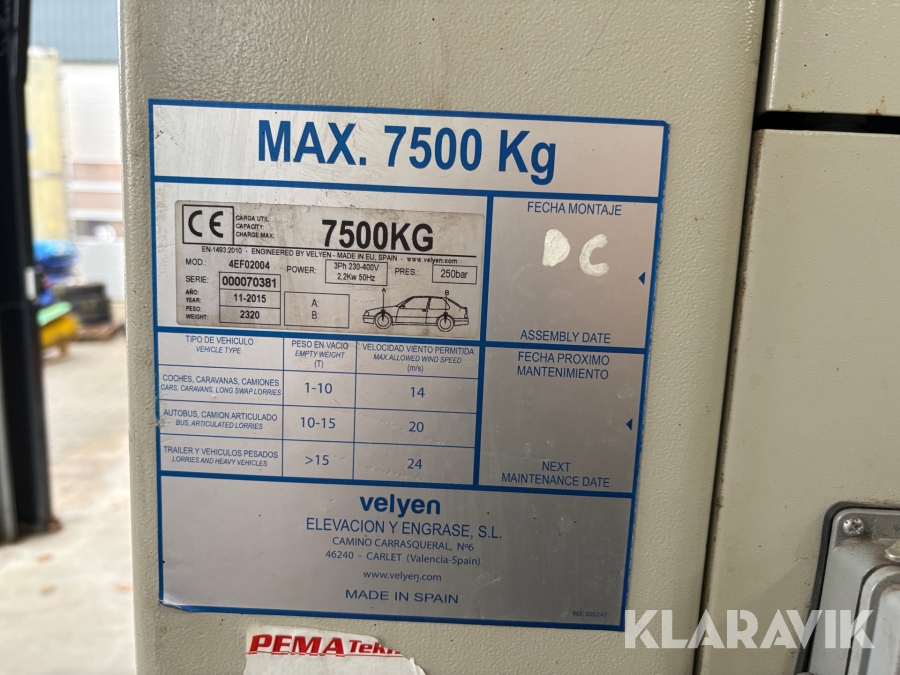 MAX. 7500 Kg
CE
CARGA UTIL:
CAPACITY:
CHARGE MAX:
7500KG
EN-1493:2010 - ENGINEERED BY VELYEN - MADE IN EU, SPAIN - www.velyen.com
MOD.: 4EF02004
SERIE: 000070381
POWER: 3Ph 230-400V
2,2Kw 50Hz
PRES.: 250bar
AÑO:
YEAR: 11-2015
PESO:
WEIGHT: 2320
A:
B:
A
B
FECHA MONTAJE
DC
ASSEMBLY DATE
TIPO DE VEHICULO
VEHICLE TYPE
PESO EN VACIO
EMPTY WEIGHT
(T)
VELOCIDAD VIENTO PERMITIDA
MAX.ALLOWED WIND SPEED
(m/s)
COCHES, CARAVANAS, CAMIONES
CARS, CARAVANS, LONG SWAP LORRIES
1-10
14
AUTOBUS, CAMION ARTICULADO
BUS, ARTICULATED LORRIES
10-15
20
TRAILER Y VEHICULOS PESADOS
LORRIES AND HEAVY VEHICLES
>15
24
FECHA PROXIMO
MANTENIMIENTO
NEXT
MAINTENANCE DATE
velyen
ELEVACION Y ENGRASE, S.L.
CAMINO CARRASQUERAL, Nº6
46240 - CARLET (Valencia-Spain)
www.velyen.com
MADE IN SPAIN
KLARAVIK
PEMA Tek